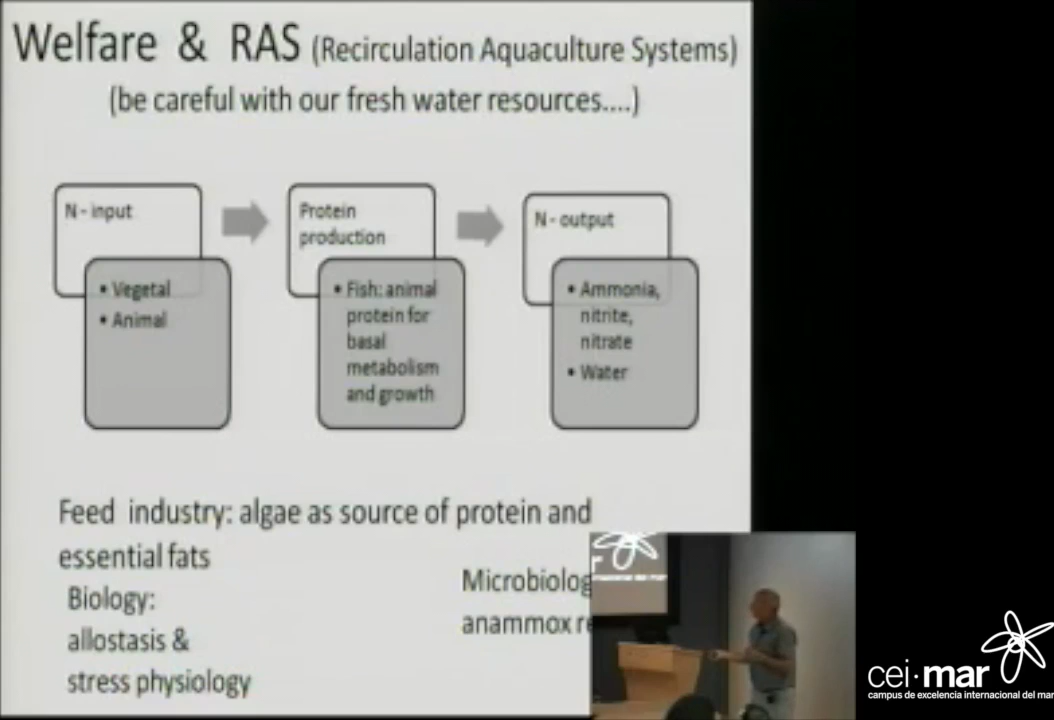 Welfare & RAS (Recirculation Aquaculture Systems)
(be careful with our fresh water resources....)
N - input
• Vegetal
• Animal
Protein
production
• Fish: animal
protein for
basal
metabolism
and growth
N - output
• Ammonia,
nitrite,
nitrate
• Water
Feed industry: algae as source of protein and
essential fats
Biology:
allostasis &
stress physiology
anammox
cei·mar
campus de excelencia internacional del mar